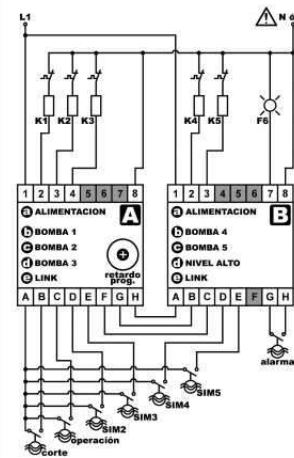 L1
N ó
K1 K2 K3 K4 K5 F6
1 2 3 4 5 6 7 8
1 2 3 4 5 6 7 8
a ALIMENTACION A
b BOMBA 1
c BOMBA 2
d BOMBA 3
e LINK
retardo
prog.
A B C D E F G H
a ALIMENTACION B
b BOMBA 4
c BOMBA 5
d NIVEL ALTO
e LINK
A B C D E F G H
alarma
SIM5
SIM4
SIM3
SIM2
operación
corte